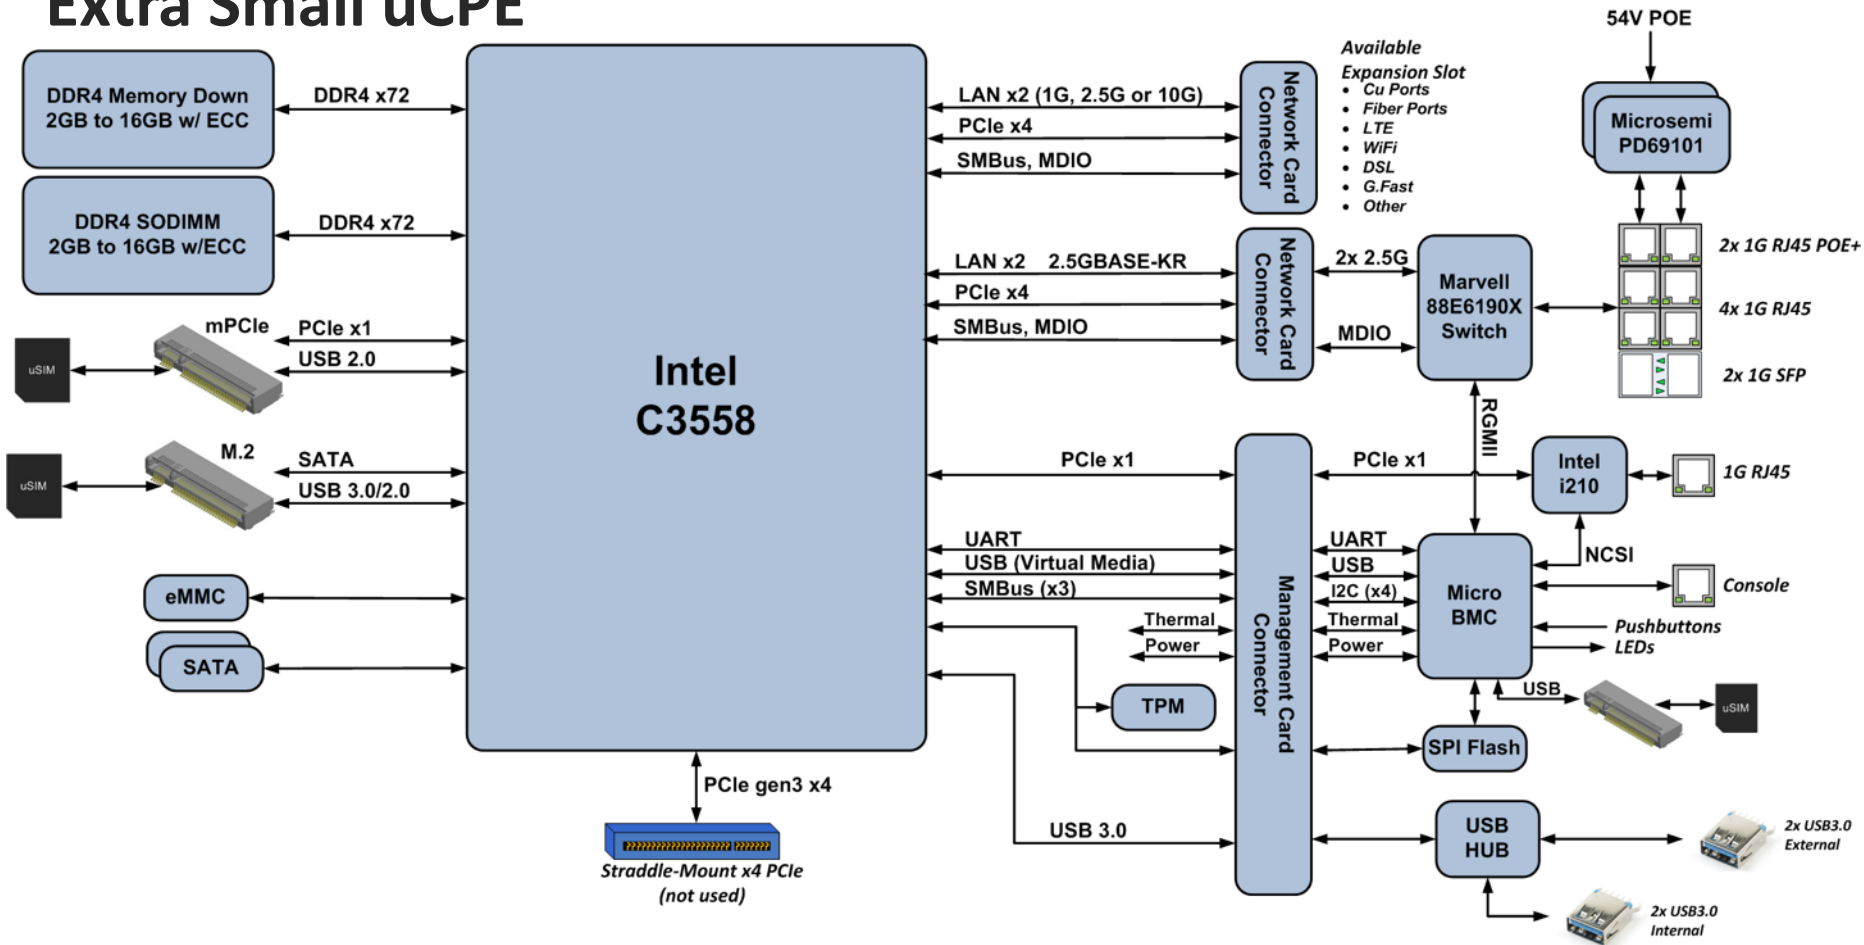 Extra Small uCPE
54V POE
DDR4 Memory Down
2GB to 16GB w/ ECC
DDR4 x72
DDR4 SODIMM
2GB to 16GB w/ECC
DDR4 x72
mPCIe
PCIe x1
USB 2.0
uSIM
M.2
SATA
USB 3.0/2.0
uSIM
eMMC
SATA
Intel
C3558
PCIe gen3 x4
Straddle-Mount x4 PCIe
(not used)
LAN x2 (1G, 2.5G or 10G)
PCIe x4
SMBus, MDIO
Network Card
Connector
Available
Expansion Slot
• Cu Ports
• Fiber Ports
• LTE
• WiFi
• DSL
• G.Fast
• Other
Microsemi
PD69101
LAN x2 2.5GBASE-KR
PCIe x4
SMBus, MDIO
Network Card
Connector
2x 2.5G
MDIO
Marvell
88E6190X
Switch
2x 1G RJ45 POE+
4x 1G RJ45
2x 1G SFP
RGMII
PCIe x1
PCIe x1
Intel
i210
1G RJ45
NCSI
UART
USB (Virtual Media)
SMBus (x3)
Thermal
Power
TPM
USB 3.0
Management Card
Connector
UART
USB
I2C (x4)
Thermal
Power
Micro
BMC
Console
Pushbuttons
LEDs
USB
uSIM
SPI Flash
USB
HUB
2x USB3.0
External
2x USB3.0
Internal